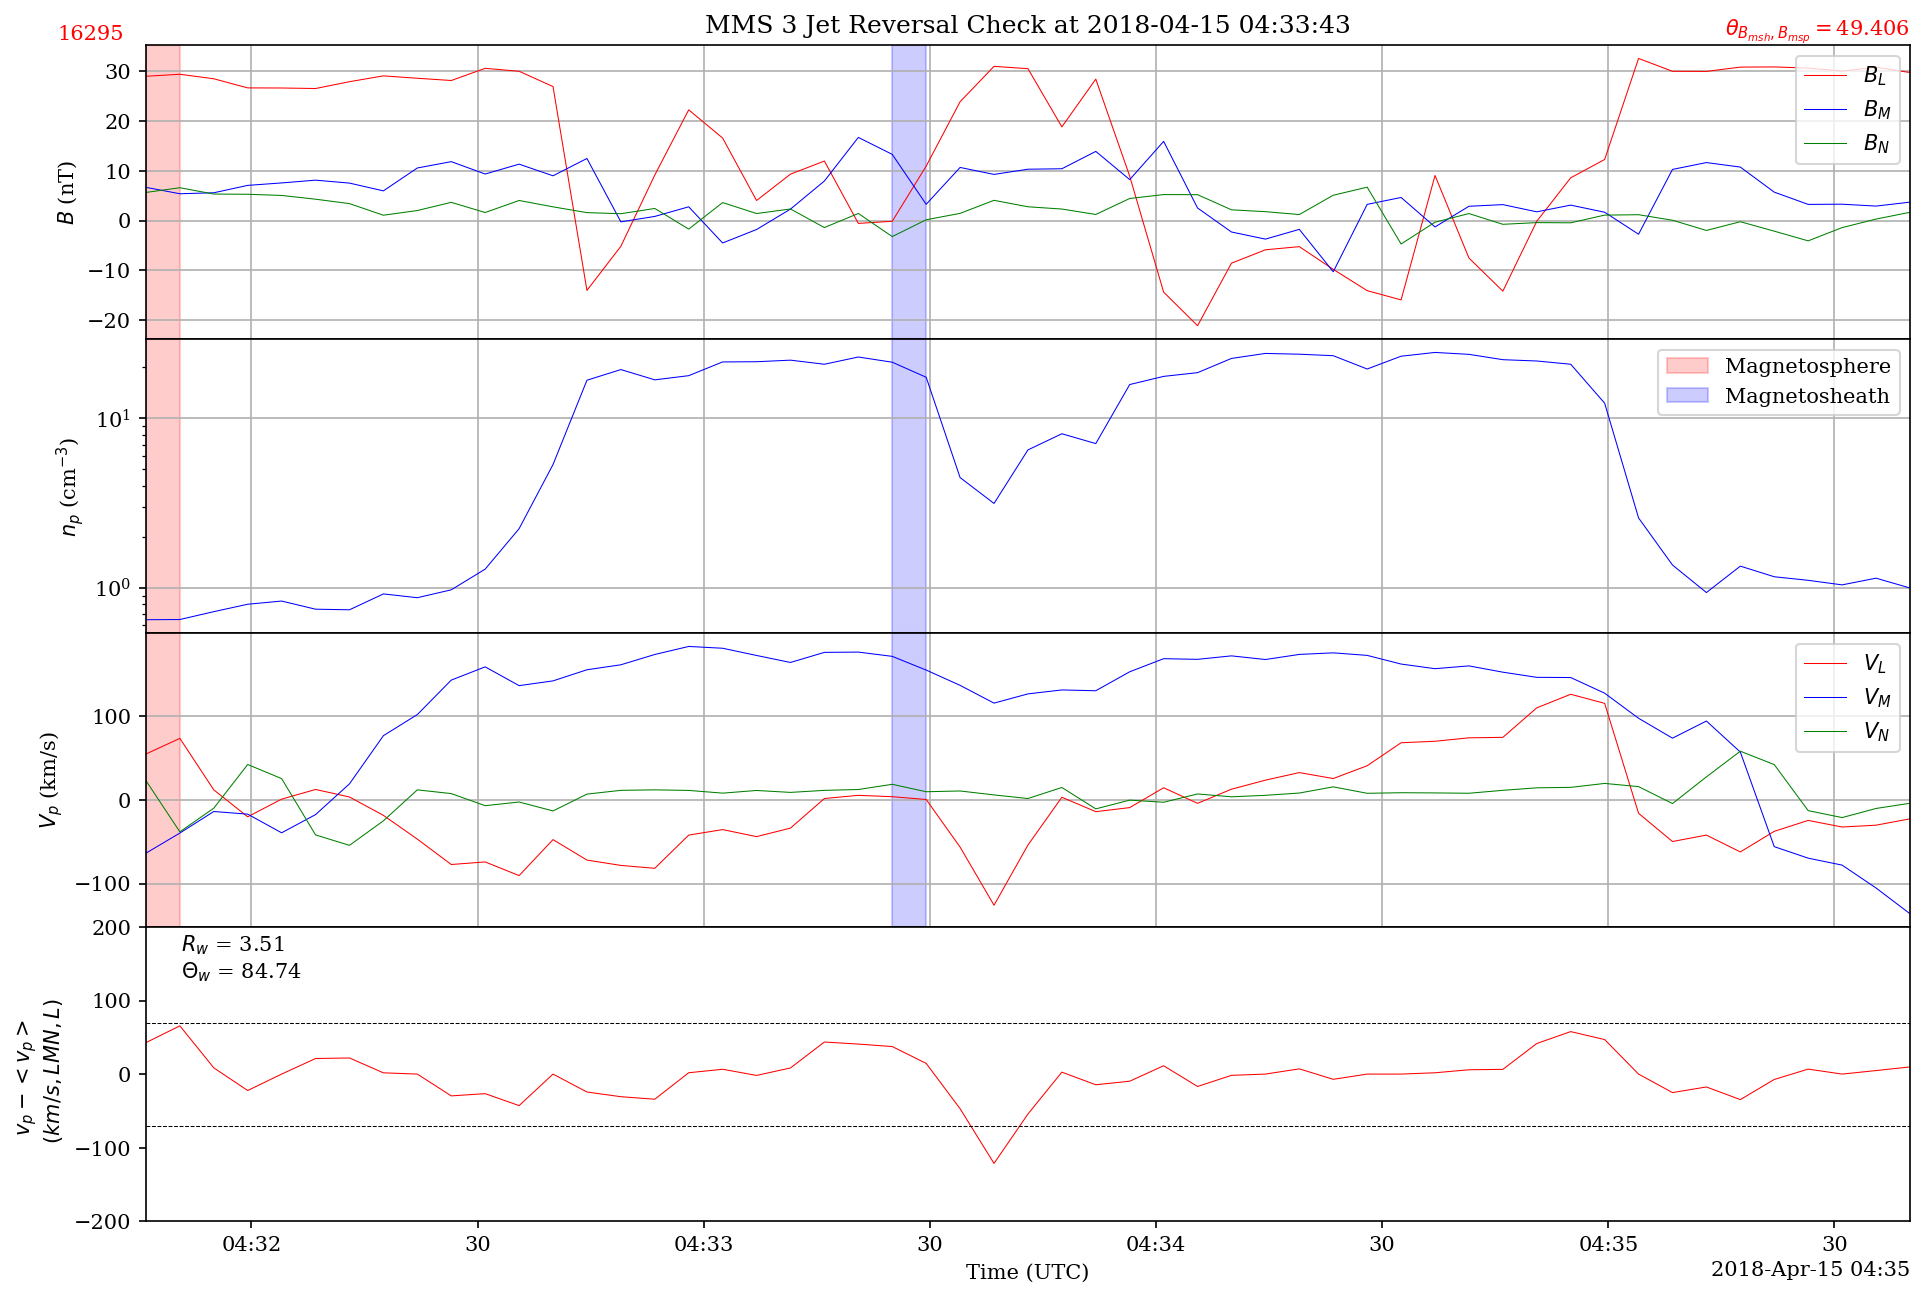 MMS 3 Jet Reversal Check at 2018-04-15 04:33:43
16295
θ_{B_{msh}, B_{msp}} = 49.406
B (nT)
30
20
10
0
−10
−20
B_L
B_M
B_N
n_p (cm^{−3})
10^1
10^0
Magnetosphere
Magnetosheath
V_p (km/s)
100
0
−100
V_L
V_M
V_N
v_p − < v_p >
(km/s, LMN, L)
200
100
0
−100
−200
R_w = 3.51
Θ_w = 84.74
04:32
30
04:33
30
04:34
30
04:35
30
Time (UTC)
2018-Apr-15 04:35